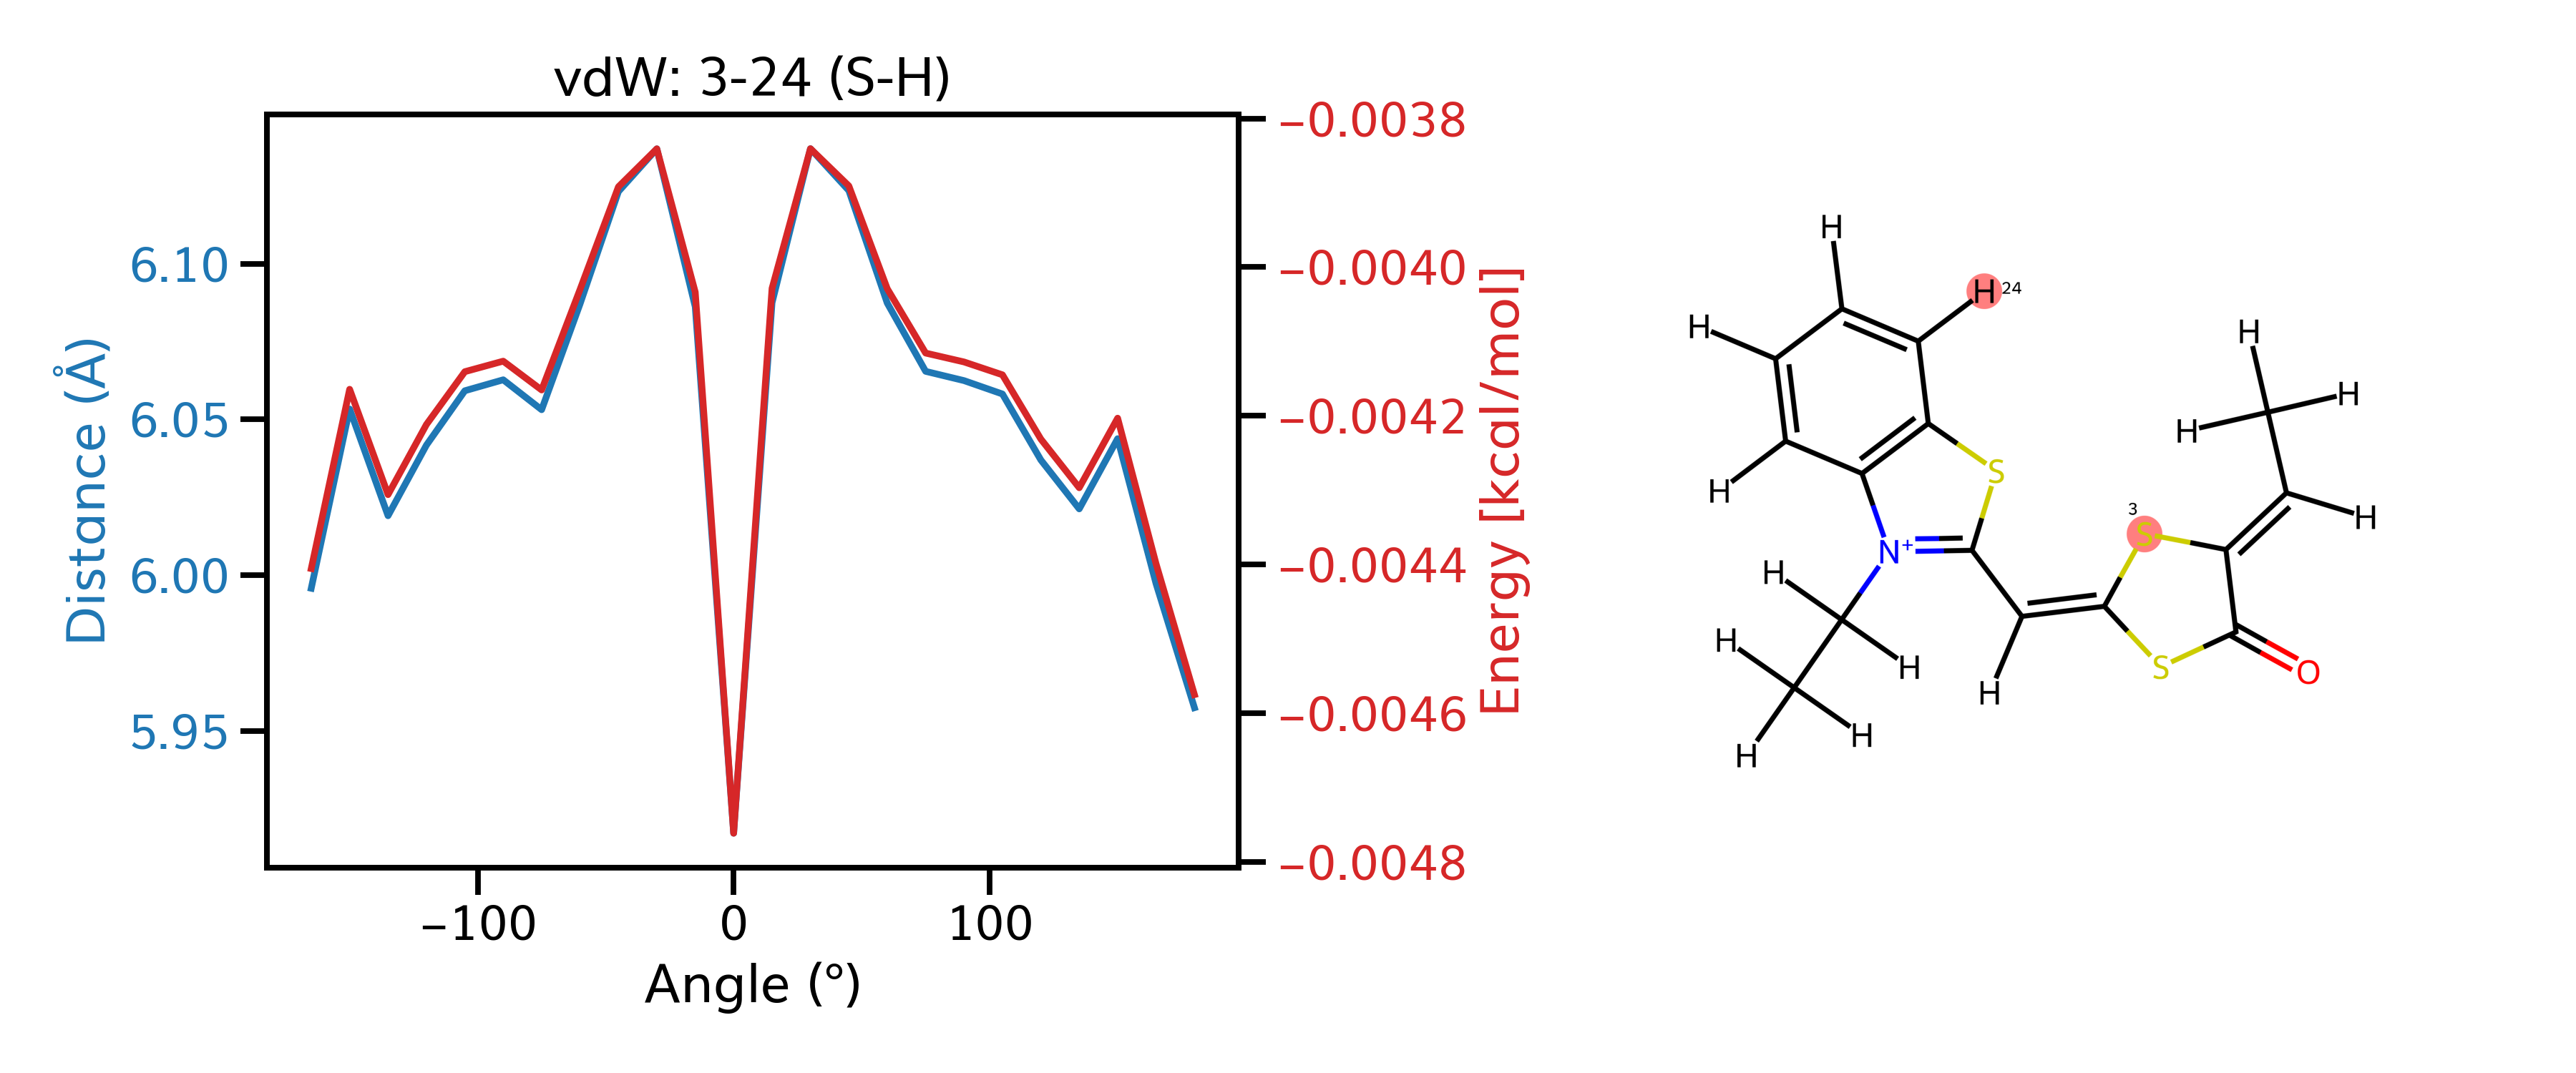 vdW: 3-24 (S-H)
Distance (Å)
6.10
6.05
6.00
5.95
−100
0
100
Angle (°)
−0.0038
−0.0040
−0.0042
−0.0044
−0.0046
−0.0048
Energy [kcal/mol]
H
H 24
H
H
H
H
H
S
3
S
H
N+
H
H
H
S
O
H
H
H